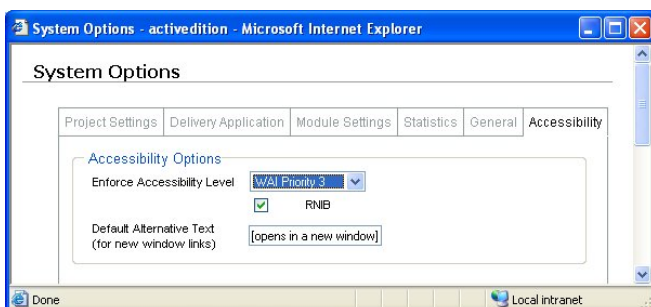 System Options - activedition - Microsoft Internet Explorer
System Options
Project Settings Delivery Application Module Settings Statistics General Accessibility
Accessibility Options
Enforce Accessibility Level WAI Priority 3
RNIB
Default Alternative Text
(for new window links) [opens in a new window]
Done Local intranet